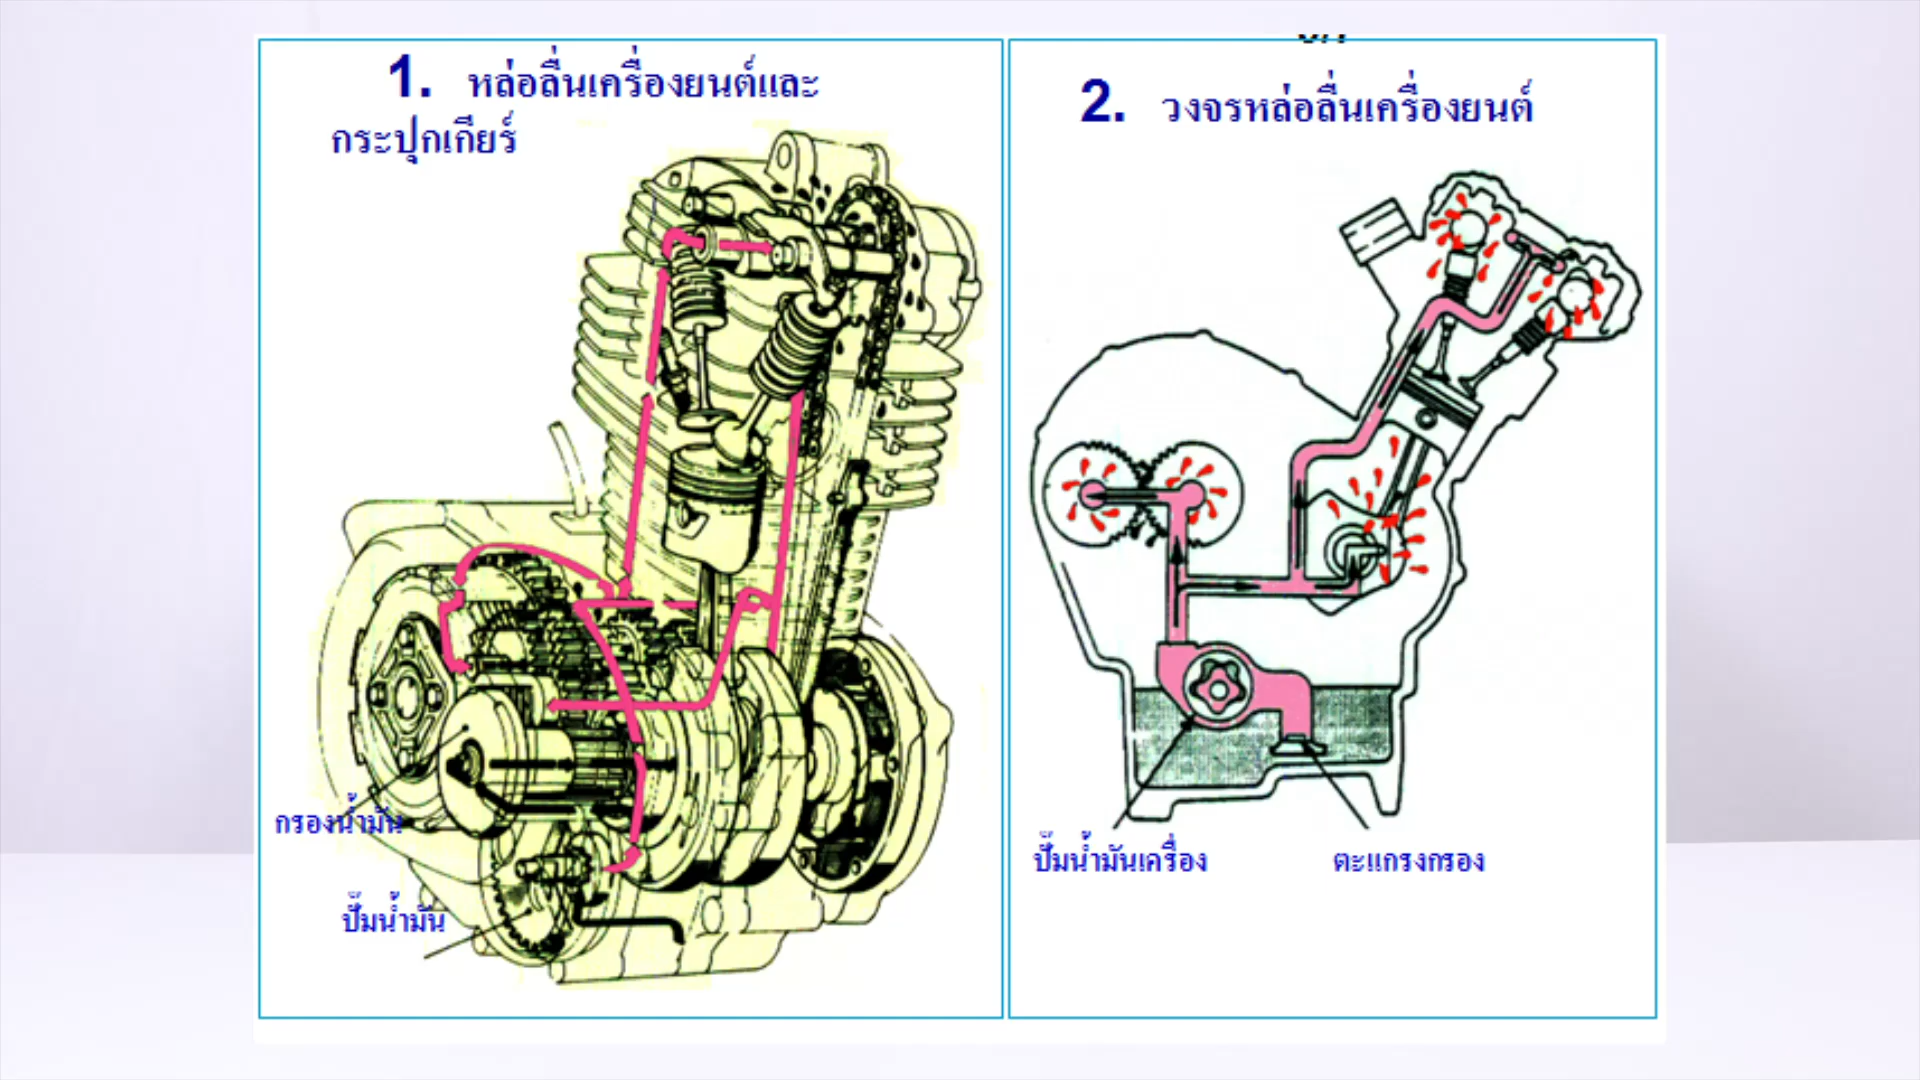 1. หล่อลื่นเครื่องยนต์และ
กระปุกเกียร์
กรองน้ำมัน
ปั๊มน้ำมัน
2. วงจรหล่อลื่นเครื่องยนต์
ปั๊มน้ำมันเครื่อง
ตะแกรงกรอง